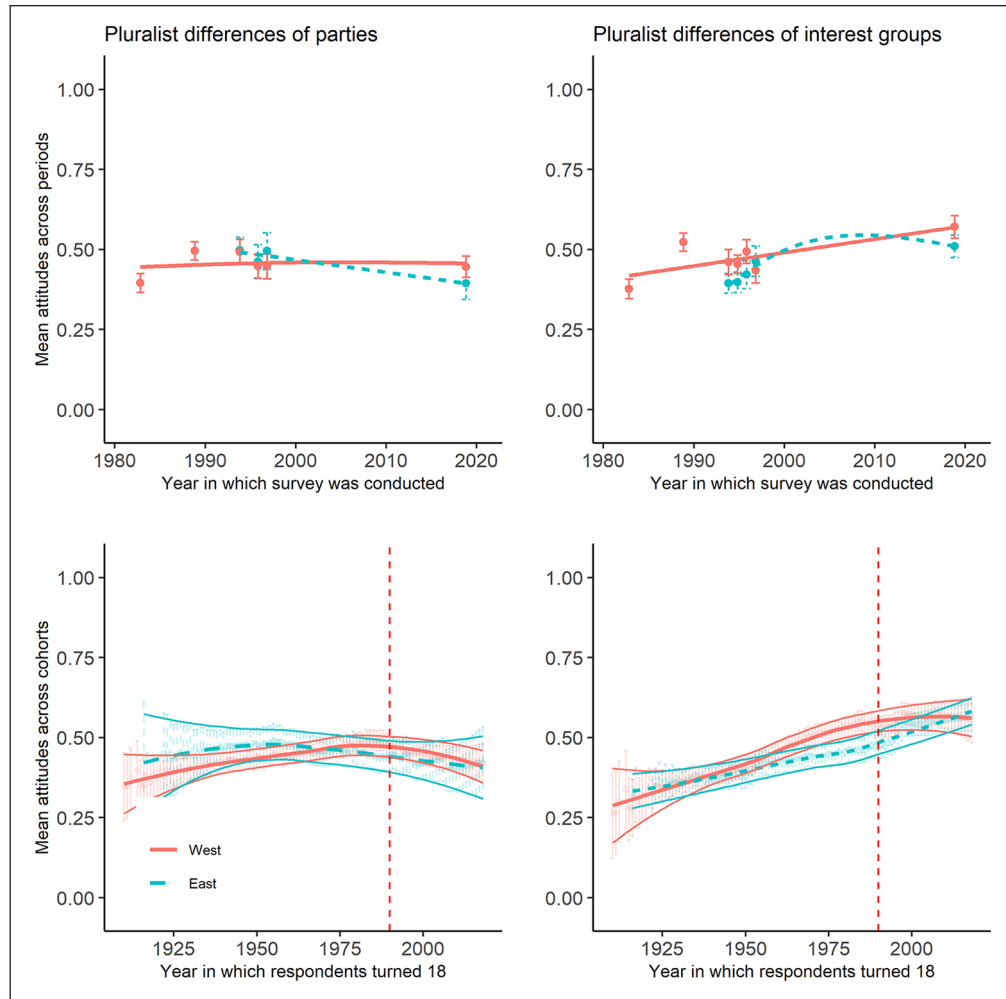 Pluralist differences of parties
Pluralist differences of interest groups
Mean attitudes across periods
1.00
0.75
0.50
0.25
0.00
1980 1990 2000 2010 2020
Year in which survey was conducted
1.00
0.75
0.50
0.25
0.00
1980 1990 2000 2010 2020
Year in which survey was conducted
Mean attitudes across cohorts
1.00
0.75
0.50
0.25
0.00
West
East
1925 1950 1975 2000
Year in which respondents turned 18
1.00
0.75
0.50
0.25
0.00
1925 1950 1975 2000
Year in which respondents turned 18